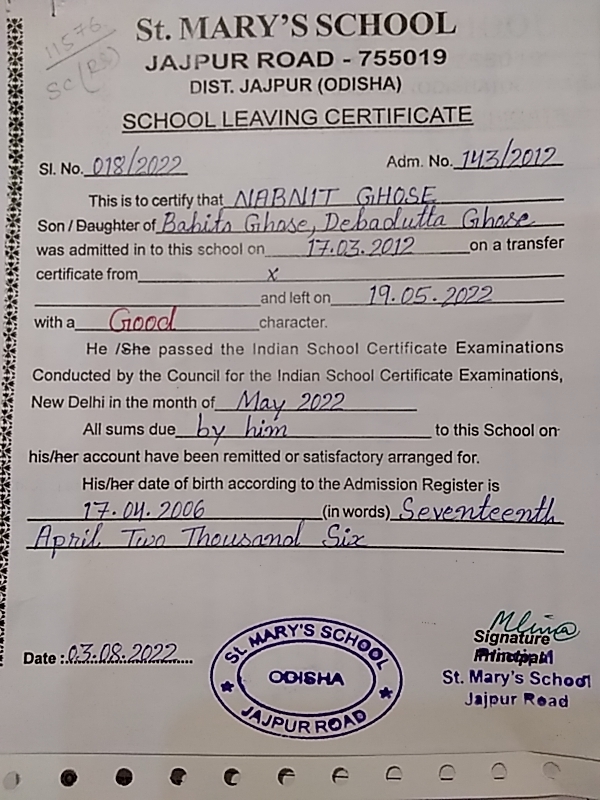 11576
SC (RS)
St. MARY'S SCHOOL
JAJPUR ROAD - 755019
DIST. JAJPUR (ODISHA)
SCHOOL LEAVING CERTIFICATE
Sl. No. 018/2022 Adm. No. 143/2012
This is to certify that NABNIT GHOSE
Son / Daughter of Babita Ghose, Debadutta Ghose
was admitted in to this school on 17.03.2012 on a transfer
certificate from x
and left on 19.05.2022
with a Good character.
He /She passed the Indian School Certificate Examinations
Conducted by the Council for the Indian School Certificate Examinations,
New Delhi in the month of May 2022
All sums due by him to this School on
his/her account have been remitted or satisfactory arranged for.
His/her date of birth according to the Admission Register is
17.04.2006 (in words) Seventeenth
April Two Thousand Six
Date : 03.08.2022
St. MARY'S SCHOOL
ODISHA
JAJPUR ROAD
Signature
Principal
St. Mary's School
Jajpur Road